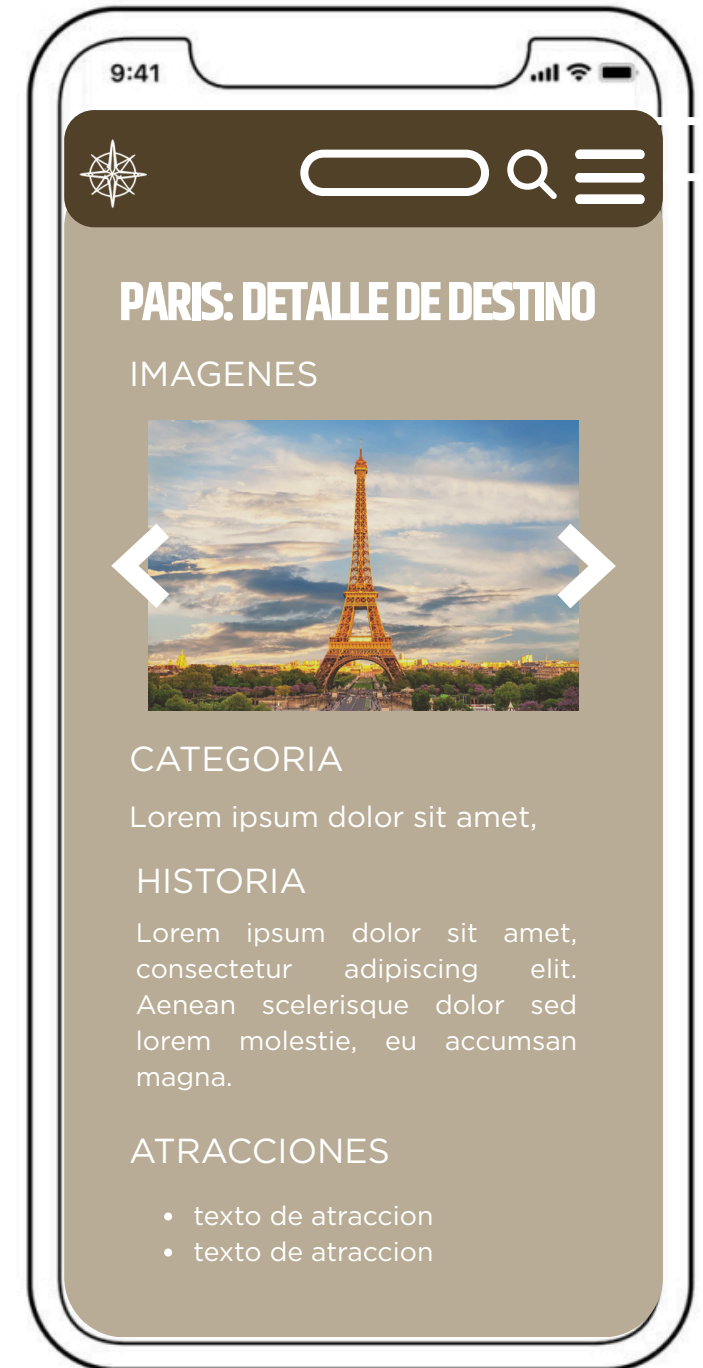 9:41
PARIS: DETALLE DE DESTINO
IMAGENES
CATEGORIA
Lorem ipsum dolor sit amet,
HISTORIA
Lorem ipsum dolor sit amet,
consectetur adipiscing elit.
Aenean scelerisque dolor sed
lorem molestie, eu accumsan
magna.
ATRACCIONES
• texto de atraccion
• texto de atraccion